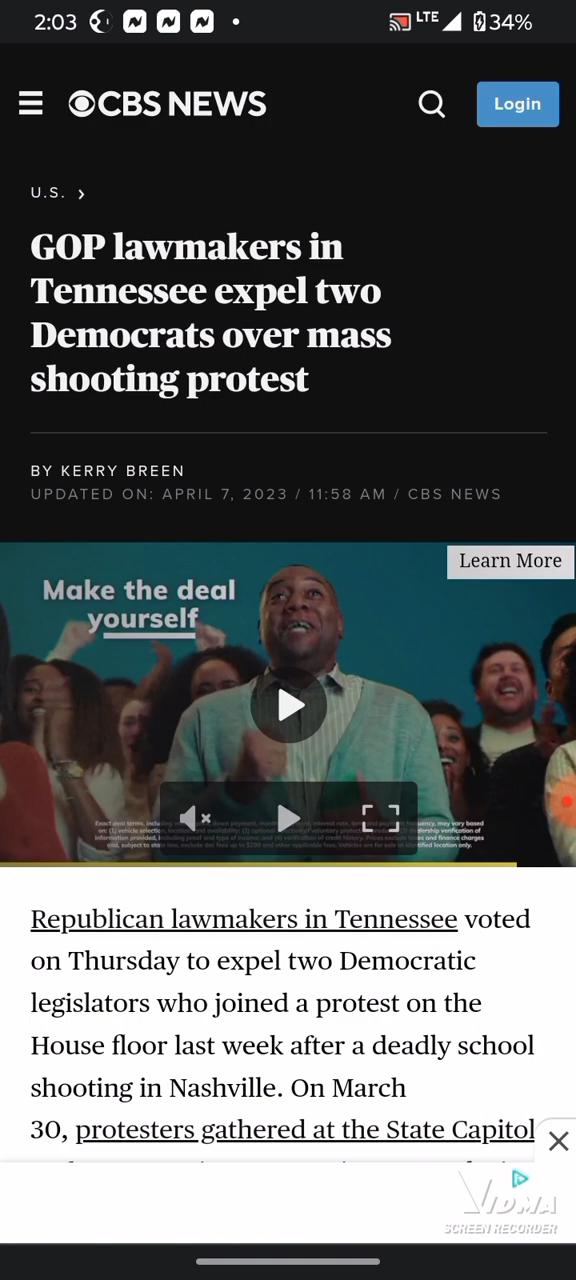 2:03
LTE
34%
CBS NEWS
Login
U.S.
GOP lawmakers in
Tennessee expel two
Democrats over mass
shooting protest
BY KERRY BREEN
UPDATED ON: APRIL 7, 2023 / 11:58 AM / CBS NEWS
Learn More
Make the deal
yourself
Republican lawmakers in Tennessee voted
on Thursday to expel two Democratic
legislators who joined a protest on the
House floor last week after a deadly school
shooting in Nashville. On March
30, protesters gathered at the State Capitol
VIDMA
SCREEN RECORDER